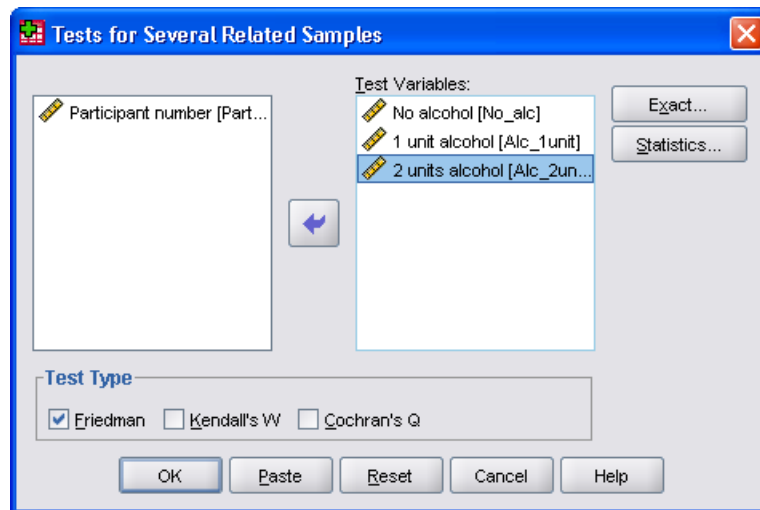 Tests for Several Related Samples
Test Variables:
Participant number [Part...
No alcohol [No_alc]
1 unit alcohol [Alc_1unit]
2 units alcohol [Alc_2un...
Exact...
Statistics...
Test Type
Friedman Kendall's W Cochran's Q
OK Paste Reset Cancel Help